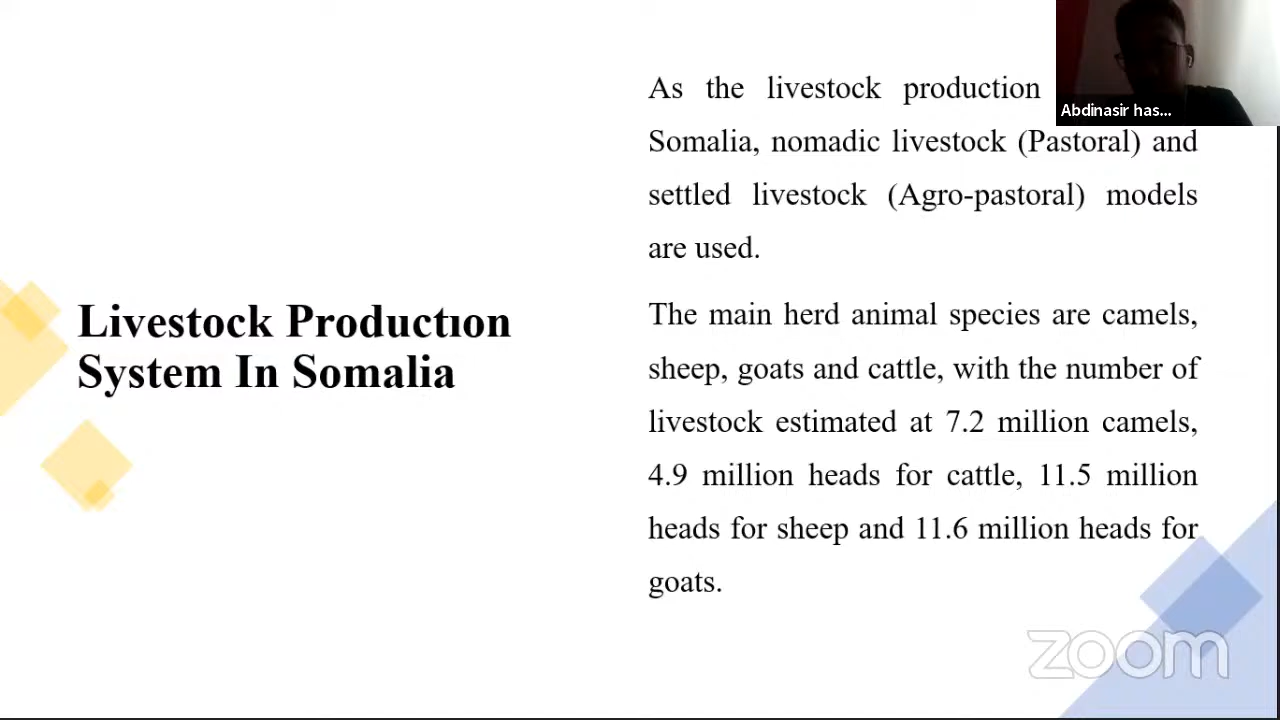 Livestock Productıon
System In Somalia
As the livestock production
Somalia, nomadic livestock (Pastoral) and
settled livestock (Agro-pastoral) models
are used.
The main herd animal species are camels,
sheep, goats and cattle, with the number of
livestock estimated at 7.2 million camels,
4.9 million heads for cattle, 11.5 million
heads for sheep and 11.6 million heads for
goats.
Abdinasir has...
zoom